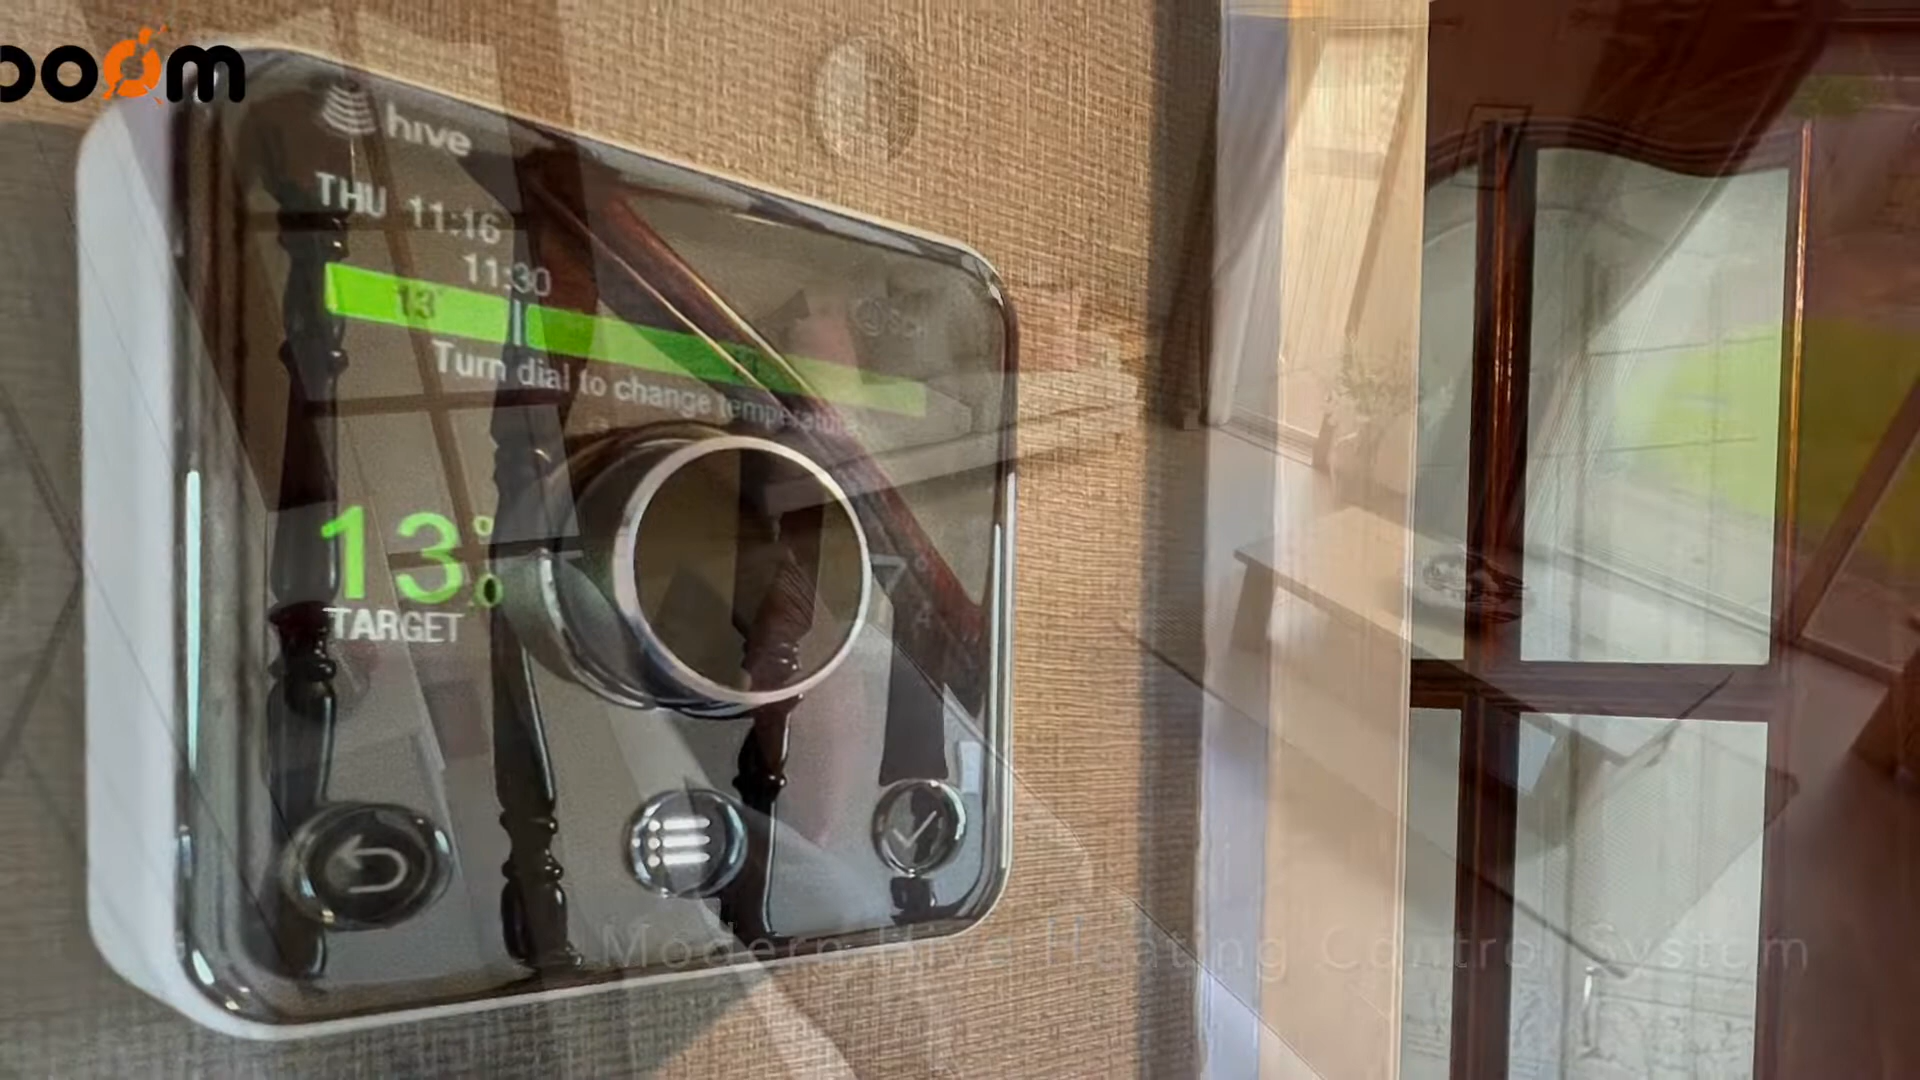 boom
hive
THU 11:16
11:30
13
Turn dial to change temperature
13.0°
TARGET
Modern Hive Heating Control System